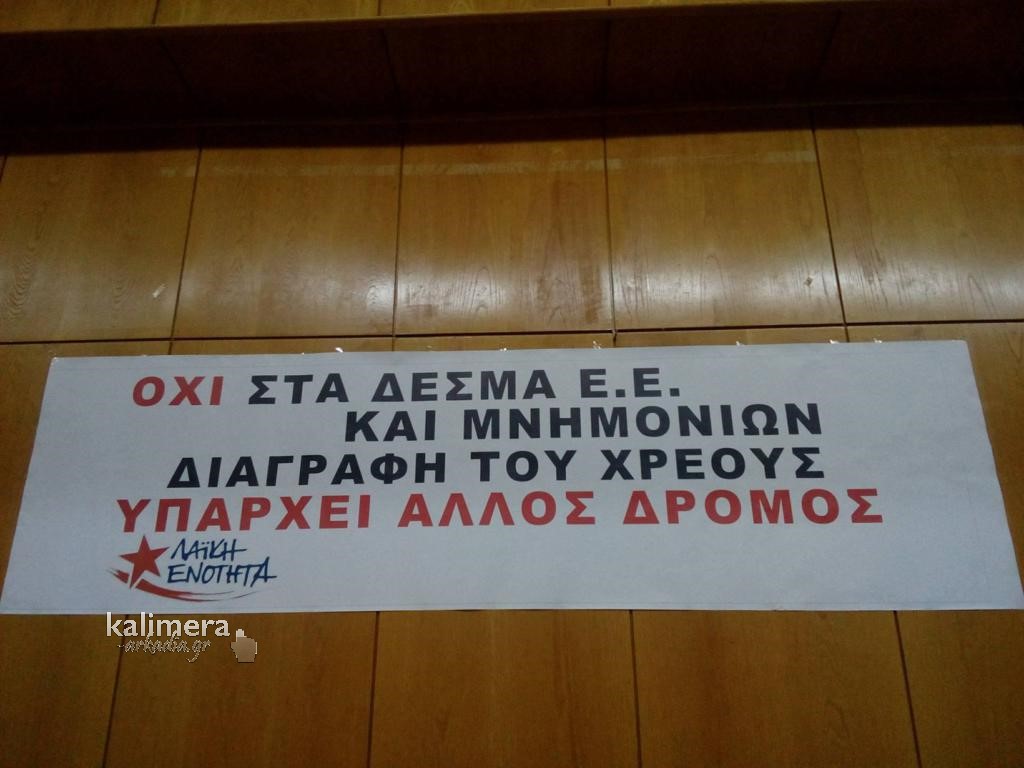 ΟΧΙ ΣΤΑ ΔΕΣΜΑ Ε.Ε.
ΚΑΙ ΜΝΗΜΟΝΙΩΝ
ΔΙΑΓΡΑΦΗ ΤΟΥ ΧΡΕΟΥΣ
ΥΠΑΡΧΕΙ ΑΛΛΟΣ ΔΡΟΜΟΣ
ΛΑΪΚΗ
ΕΝΟΤΗΤΑ
kalimera
-arkadia.gr